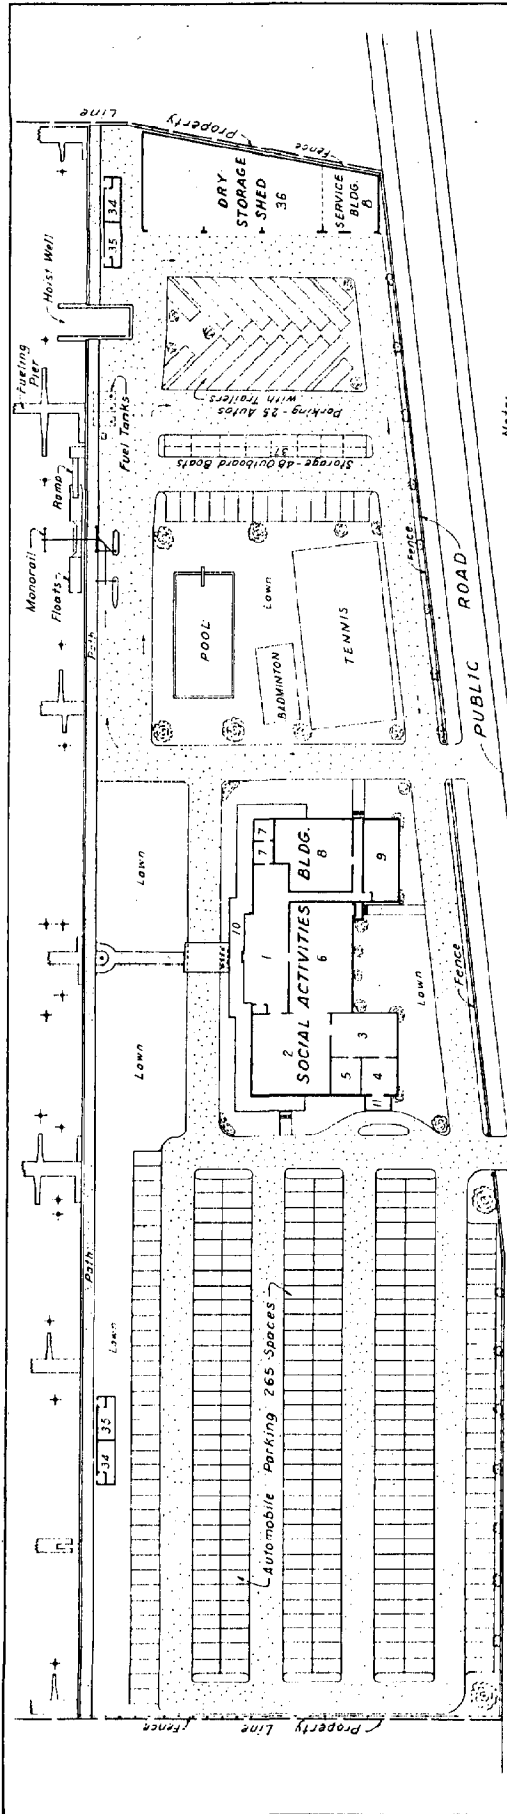 Property Line
Fence
DRY
STORAGE
SHED
36
SERVICE
BLDG.
8
35 34
Hoist Well
Fueling
Pier
Fuel Tanks
Ramp
Monorail
Floats
Path
Parking - 25 Autos
with Trailers
37
Storage - 48 Outboard Boats
POOL
Lawn
BADMINTON
TENNIS
Fence
PUBLIC ROAD
Note:
Lawn
Lawn
10
7 7
1
2
SOCIAL ACTIVITIES BLDG.
8
9
6
3
5
4
11
Lawn
Fence
Path
Lawn
34 35
Automobile Parking 265 Spaces
Fence
Property Line